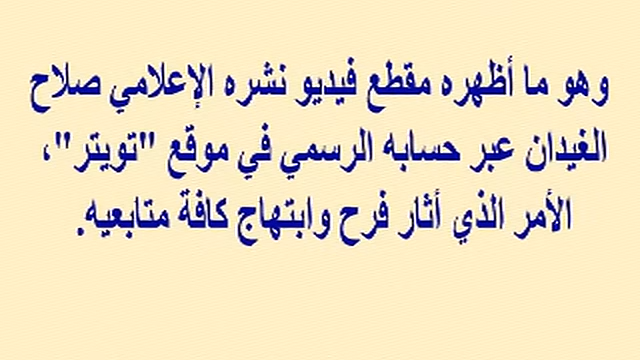 وهو ما أظهره مقطع فيديو نشره الإعلامي صلاح
الغيدان عبر حسابه الرسمي في موقع "تويتر"،
الأمر الذي أثار فرح وابتهاج كافة متابعيه.